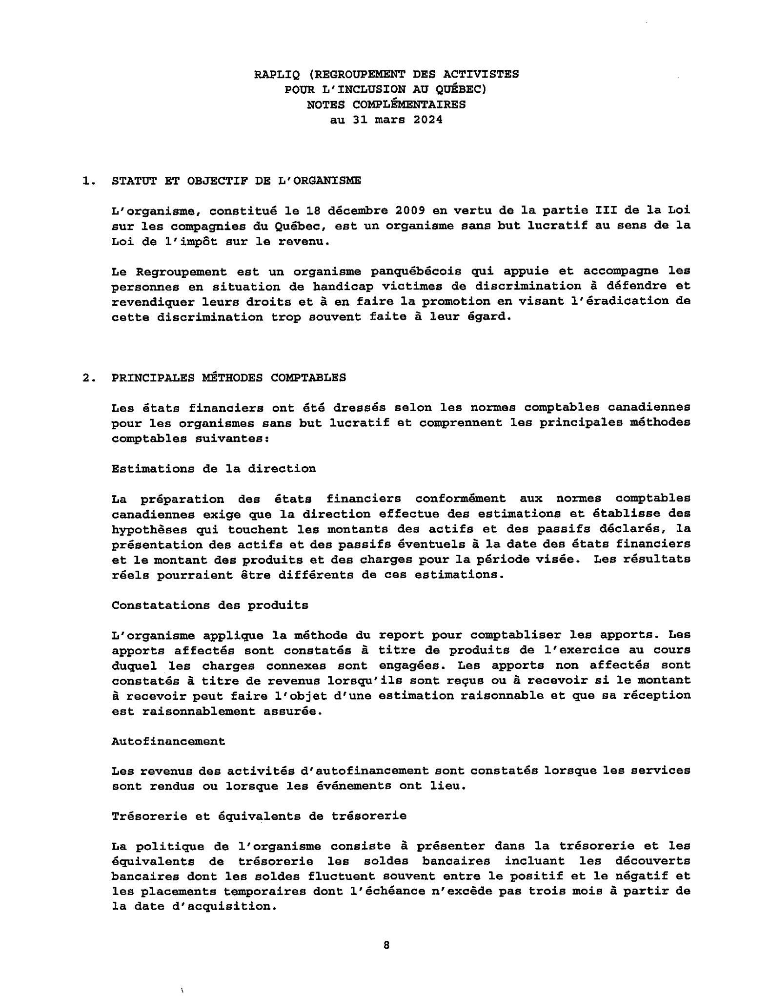 RAPLIQ (REGROUPEMENT DES ACTIVISTES
POUR L'INCLUSION AU QUÉBEC)
NOTES COMPLÉMENTAIRES
au 31 mars 2024
1. STATUT ET OBJECTIF DE L'ORGANISME
L'organisme, constitué le 18 décembre 2009 en vertu de la partie III de la Loi
sur les compagnies du Québec, est un organisme sans but lucratif au sens de la
Loi de l'impôt sur le revenu.
Le Regroupement est un organisme panquébécois qui appuie et accompagne les
personnes en situation de handicap victimes de discrimination à défendre et
revendiquer leurs droits et à en faire la promotion en visant l'éradication de
cette discrimination trop souvent faite à leur égard.
2. PRINCIPALES MÉTHODES COMPTABLES
Les états financiers ont été dressés selon les normes comptables canadiennes
pour les organismes sans but lucratif et comprennent les principales méthodes
comptables suivantes:
Estimations de la direction
La préparation des états financiers conformément aux normes comptables
canadiennes exige que la direction effectue des estimations et établisse des
hypothèses qui touchent les montants des actifs et des passifs déclarés, la
présentation des actifs et des passifs éventuels à la date des états financiers
et le montant des produits et des charges pour la période visée. Les résultats
réels pourraient être différents de ces estimations.
Constatations des produits
L'organisme applique la méthode du report pour comptabliser les apports. Les
apports affectés sont constatés à titre de produits de l'exercice au cours
duquel les charges connexes sont engagées. Les apports non affectés sont
constatés à titre de revenus lorsqu'ils sont reçus ou à recevoir si le montant
à recevoir peut faire l'objet d'une estimation raisonnable et que sa réception
est raisonnablement assurée.
Autofinancement
Les revenus des activités d'autofinancement sont constatés lorsque les services
sont rendus ou lorsque les événements ont lieu.
Trésorerie et équivalents de trésorerie
La politique de l'organisme consiste à présenter dans la trésorerie et les
équivalents de trésorerie les soldes bancaires incluant les découverts
bancaires dont les soldes fluctuent souvent entre le positif et le négatif et
les placements temporaires dont l'échéance n'excède pas trois mois à partir de
la date d'acquisition.
8